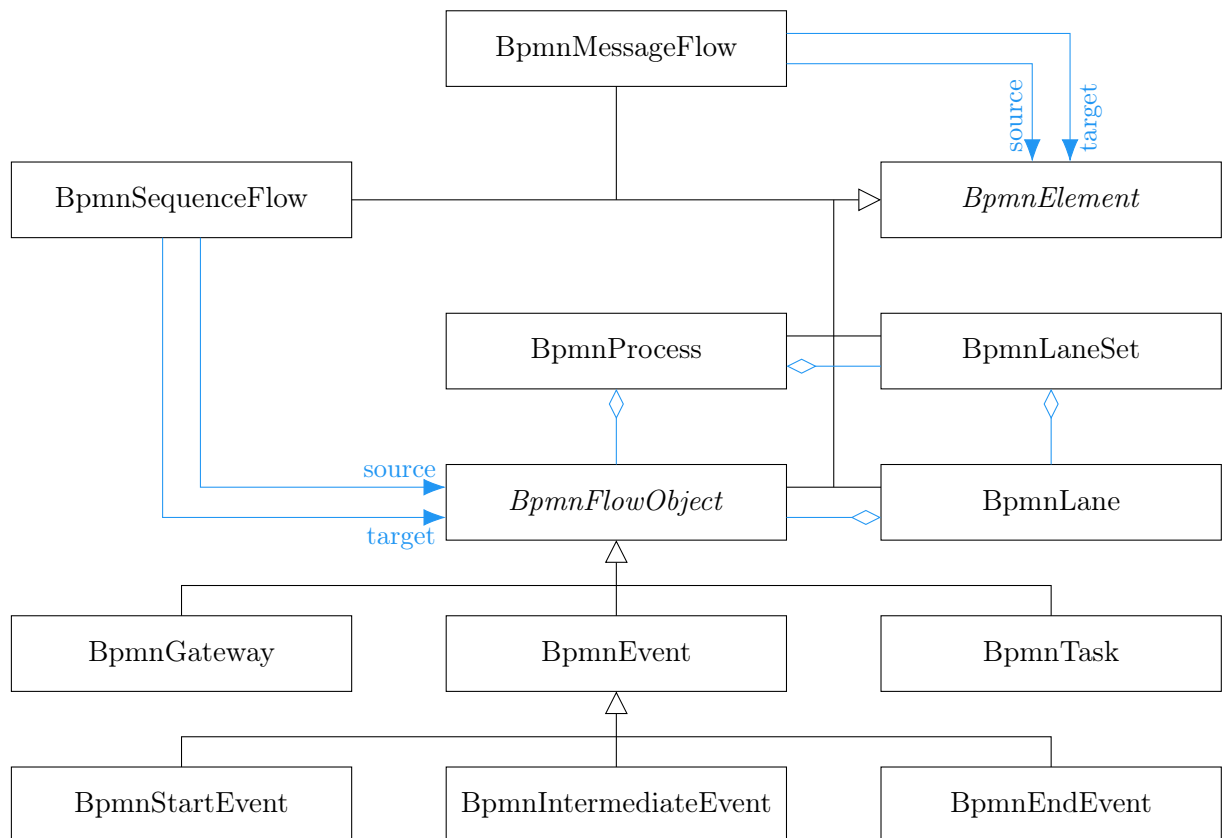 BpmnMessageFlow
source
target
BpmnSequenceFlow
BpmnElement
BpmnProcess
BpmnLaneSet
source
BpmnFlowObject
BpmnLane
target
BpmnGateway
BpmnEvent
BpmnTask
BpmnStartEvent
BpmnIntermediateEvent
BpmnEndEvent